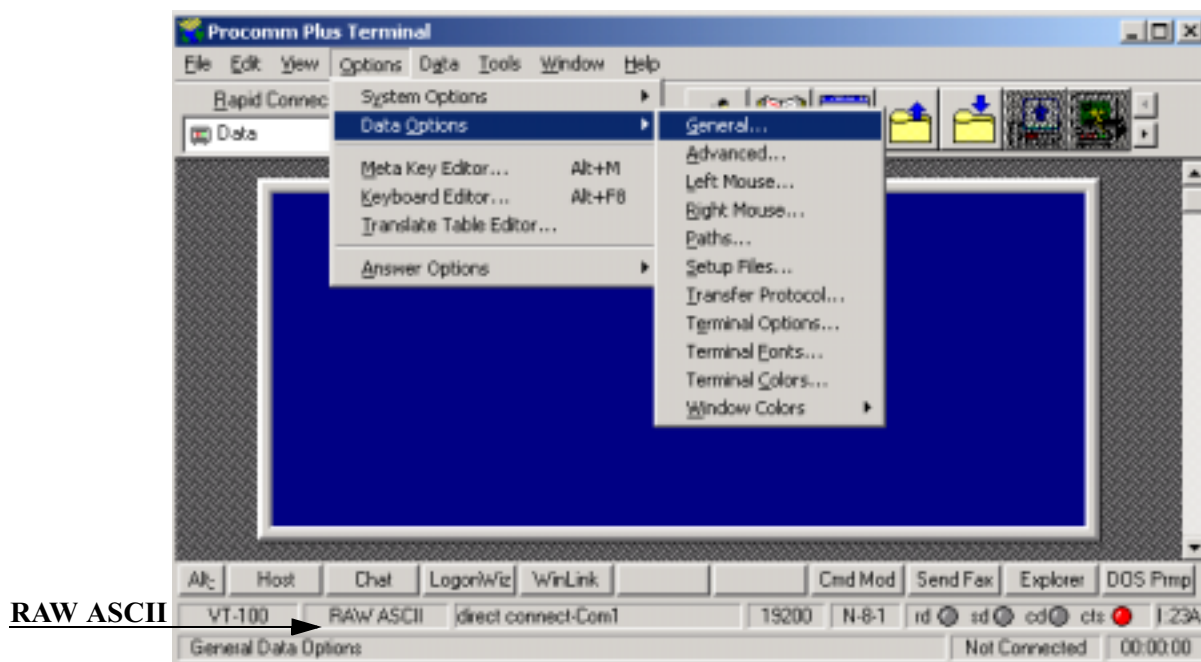 Procomm Plus Terminal
File Edit View Options Data Tools Window Help
Rapid Connec
Data
System Options
Data Options
Meta Key Editor... Alt+M
Keyboard Editor... Alt+F8
Translate Table Editor...
Answer Options
General...
Advanced...
Left Mouse...
Right Mouse...
Paths...
Setup Files...
Transfer Protocol...
Terminal Options...
Terminal Fonts...
Terminal Colors...
Window Colors
Alt- Host Chat LogonWiz WinLink Cmd Mod Send Fax Explorer DOS Prmp
RAW ASCII
VT-100 RAW ASCII direct connect-Com1 19200 N-8-1 rd sd cd cts 1:23A
General Data Options Not Connected 00:00:00